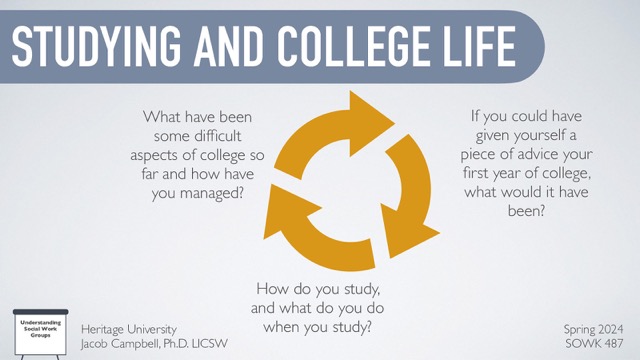 STUDYING AND COLLEGE LIFE
What have been
some difficult
aspects of college so
far and how have
you managed?
If you could have
given yourself a
piece of advice your
first year of college,
what would it have
been?
How do you study,
and what do you do
when you study?
Understanding
Social Work
Groups
Heritage University
Jacob Campbell, Ph.D. LICSW
Spring 2024
SOWK 487